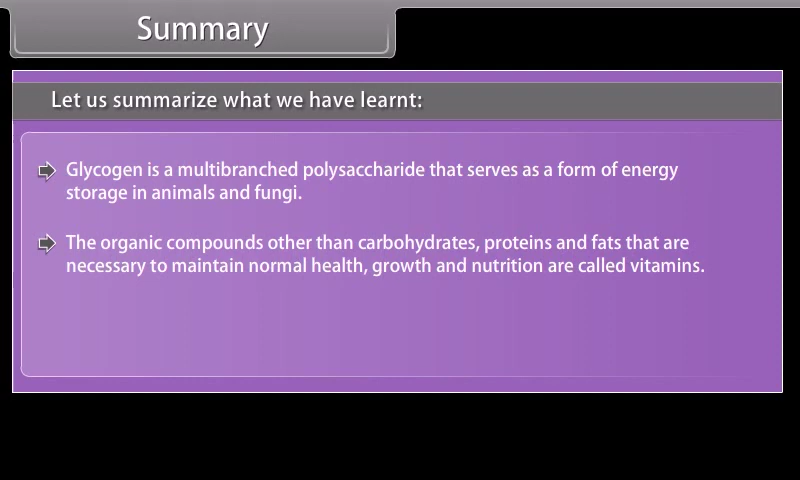 Summary
Let us summarize what we have learnt:
Glycogen is a multibranched polysaccharide that serves as a form of energy
storage in animals and fungi.
The organic compounds other than carbohydrates, proteins and fats that are
necessary to maintain normal health, growth and nutrition are called vitamins.